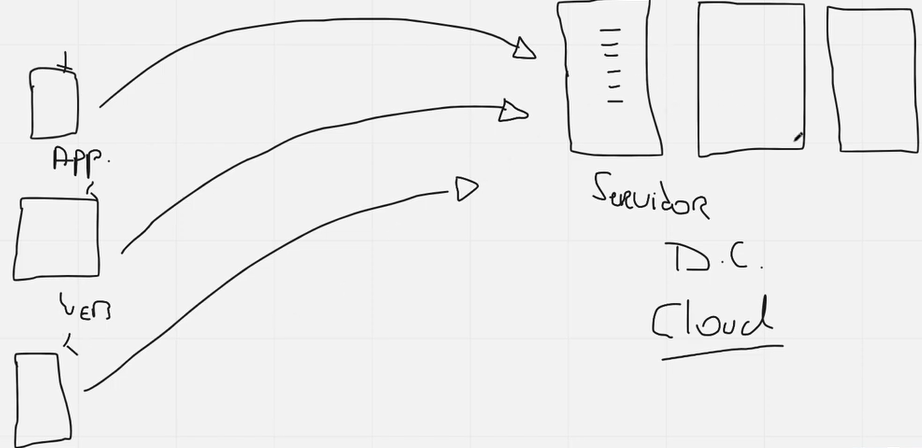 APP.
WEB
Servidor
D.C.
Cloud